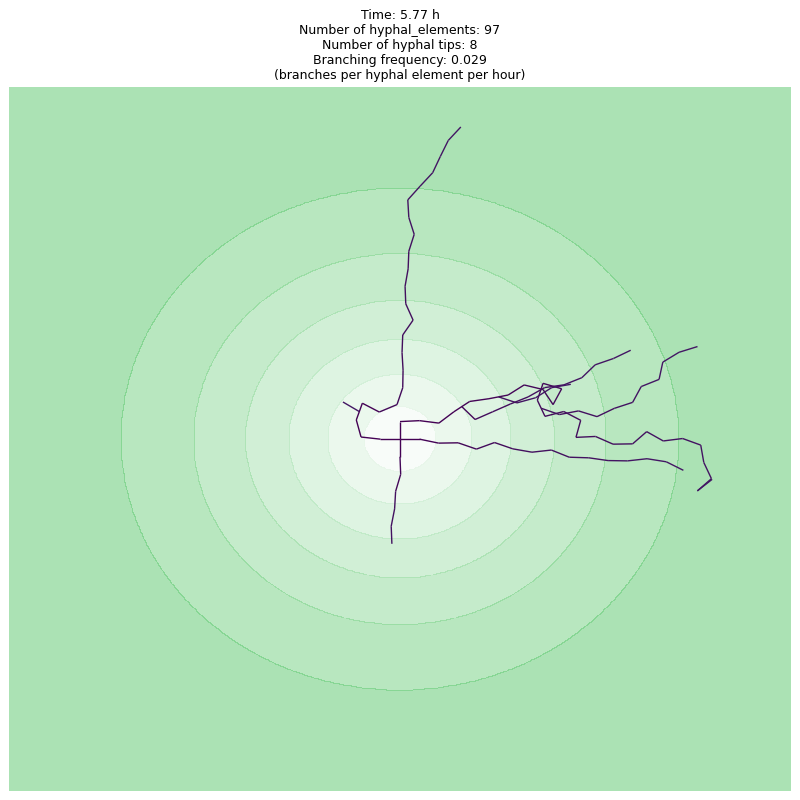 Time: 5.77 h
Number of hyphal_elements: 97
Number of hyphal tips: 8
Branching frequency: 0.029
(branches per hyphal element per hour)